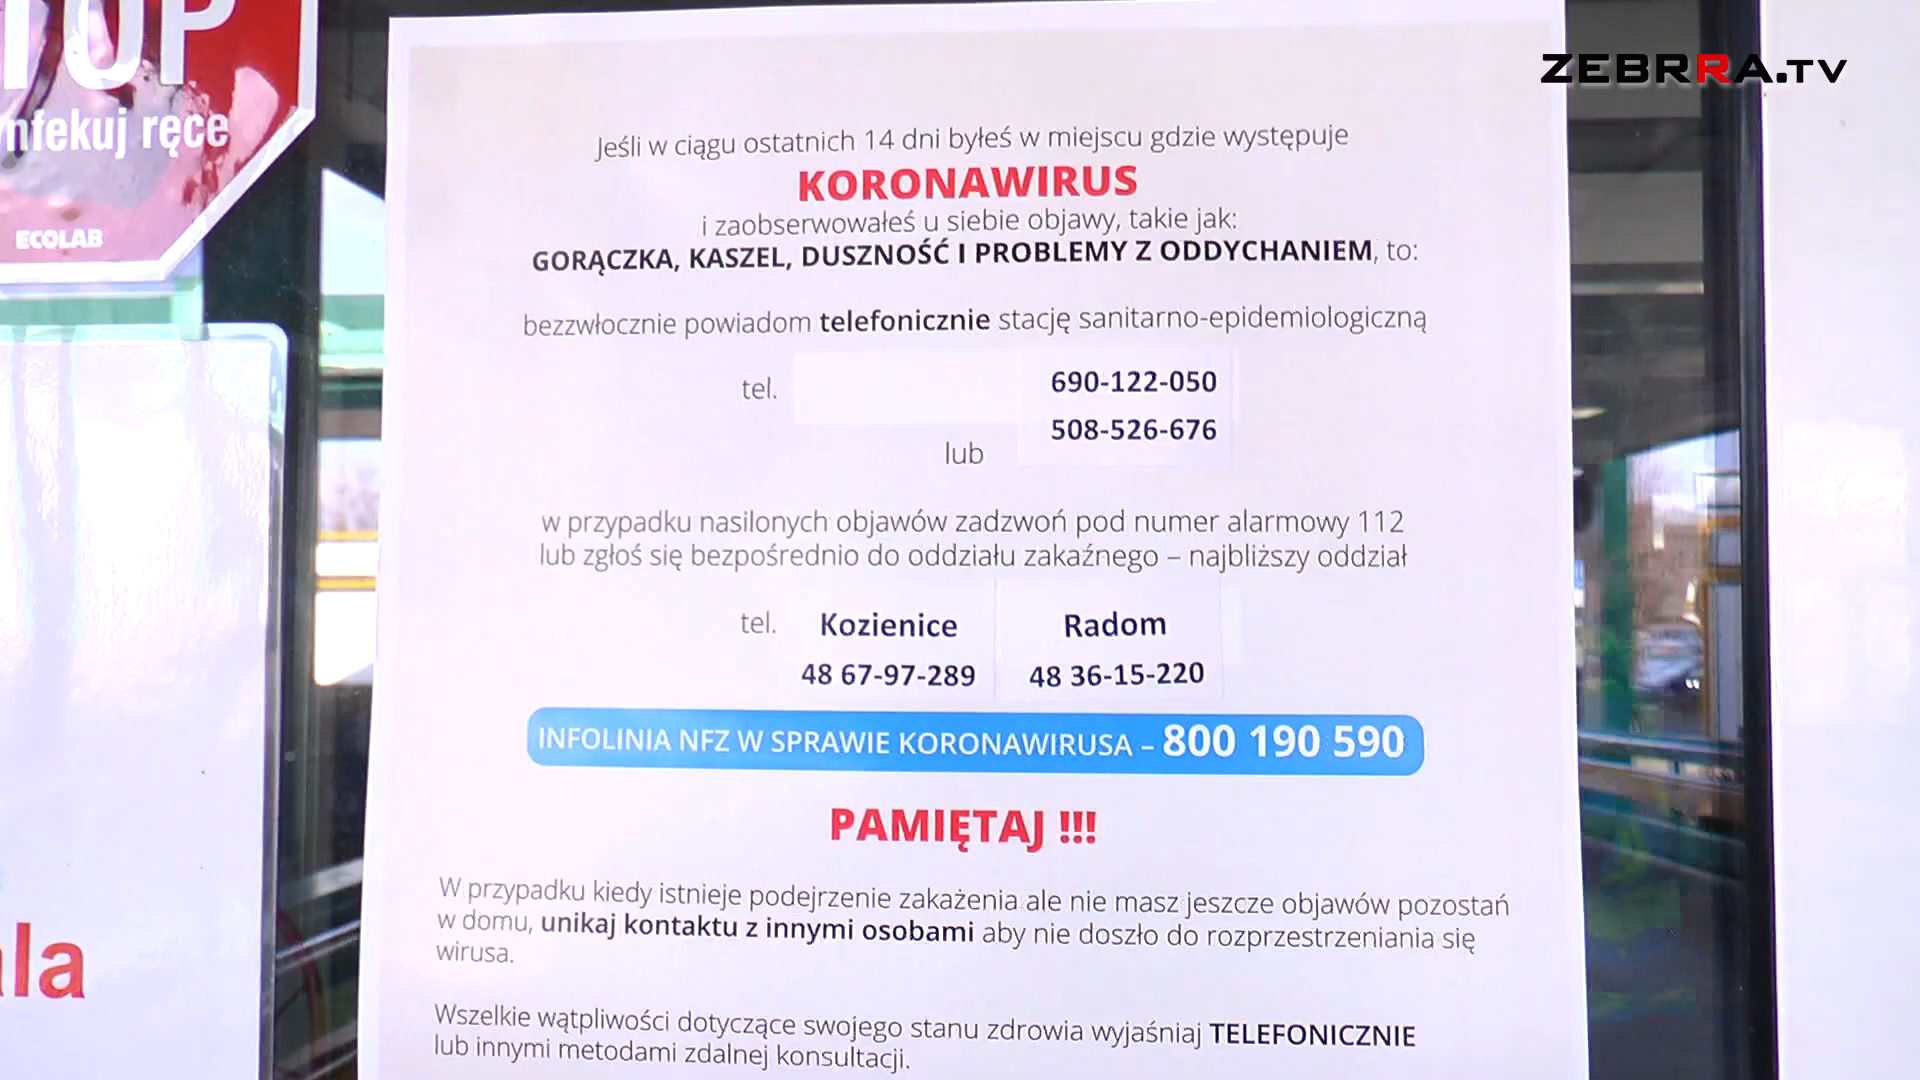 TOP
nfekuj ręce
ECOLAB
ZEBRRA.TV
Jeśli w ciągu ostatnich 14 dni byłeś w miejscu gdzie występuje
KORONAWIRUS
i zaobserwowałeś u siebie objawy, takie jak:
GORĄCZKA, KASZEL, DUSZNOŚĆ I PROBLEMY Z ODDYCHANIEM, to:
bezzwłocznie powiadom telefonicznie stację sanitarno-epidemiologiczną
tel.
690-122-050
508-526-676
lub
w przypadku nasilonych objawów zadzwoń pod numer alarmowy 112
lub zgłoś się bezpośrednio do oddziału zakaźnego – najbliższy oddział
tel. Kozienice Radom
48 67-97-289 48 36-15-220
INFOLINIA NFZ W SPRAWIE KORONAWIRUSA – 800 190 590
PAMIĘTAJ !!!
W przypadku kiedy istnieje podejrzenie zakażenia ale nie masz jeszcze objawów pozostań
w domu, unikaj kontaktu z innymi osobami aby nie doszło do rozprzestrzeniania się
wirusa.
Wszelkie wątpliwości dotyczące swojego stanu zdrowia wyjaśniaj TELEFONICZNIE
lub innymi metodami zdalnej konsultacji.
la